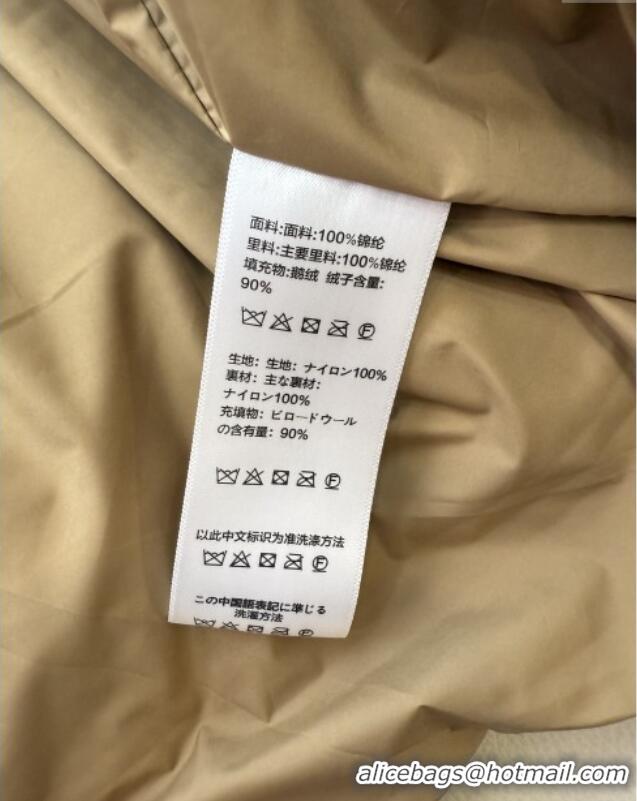 面料:面料:100%锦纶
里料:主要里料:100%锦纶
填充物:鹅绒 绒子含量:
90%
生地: 生地: ナイロン100%
裏材: 主な裏材:
ナイロン100%
充填物: ビロードウール
の含有量: 90%
以此中文标识为准洗涤方法
この中国語表記に準じる
洗濯方法
alicebags@hotmail.com